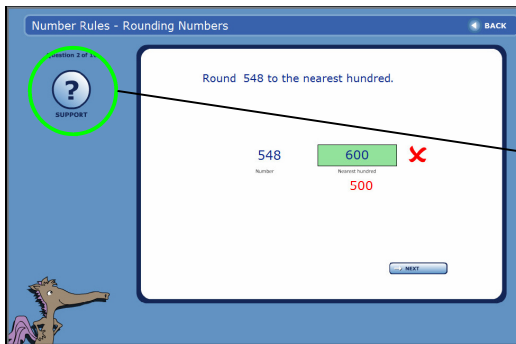 Number Rules - Rounding Numbers
BACK
Question 2 of 10
?
SUPPORT
Round 548 to the nearest hundred.
548 600
Number Nearest hundred
500
NEXT